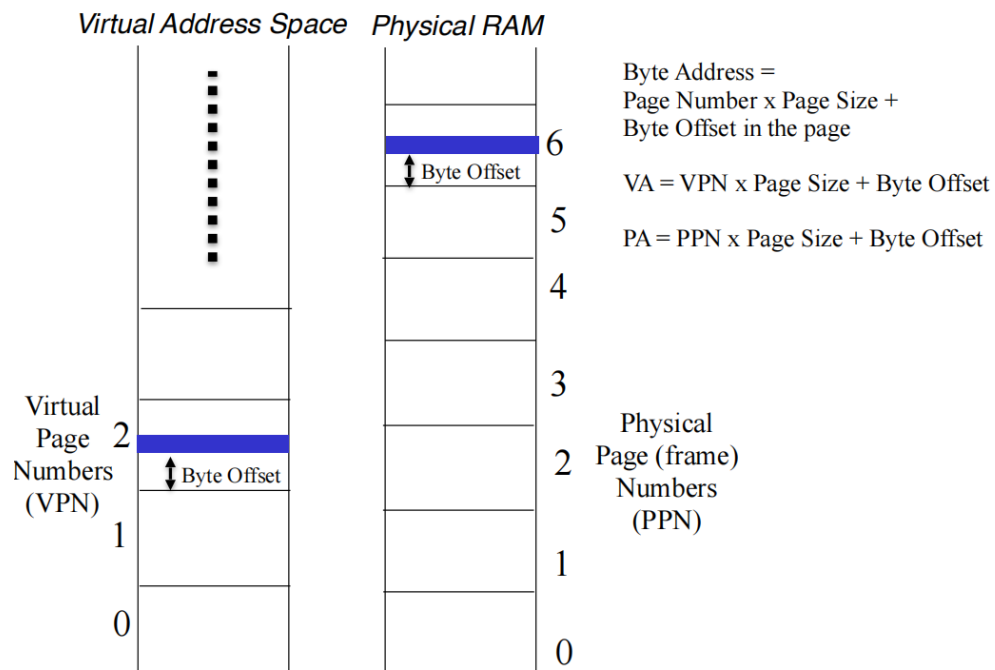 Virtual Address Space
Physical RAM
Byte Address =
Page Number x Page Size +
Byte Offset in the page
VA = VPN x Page Size + Byte Offset
PA = PPN x Page Size + Byte Offset
6
Byte Offset
5
4
3
2
1
0
Physical
Page (frame)
Numbers
(PPN)
Virtual
Page
Numbers
(VPN)
2
Byte Offset
1
0